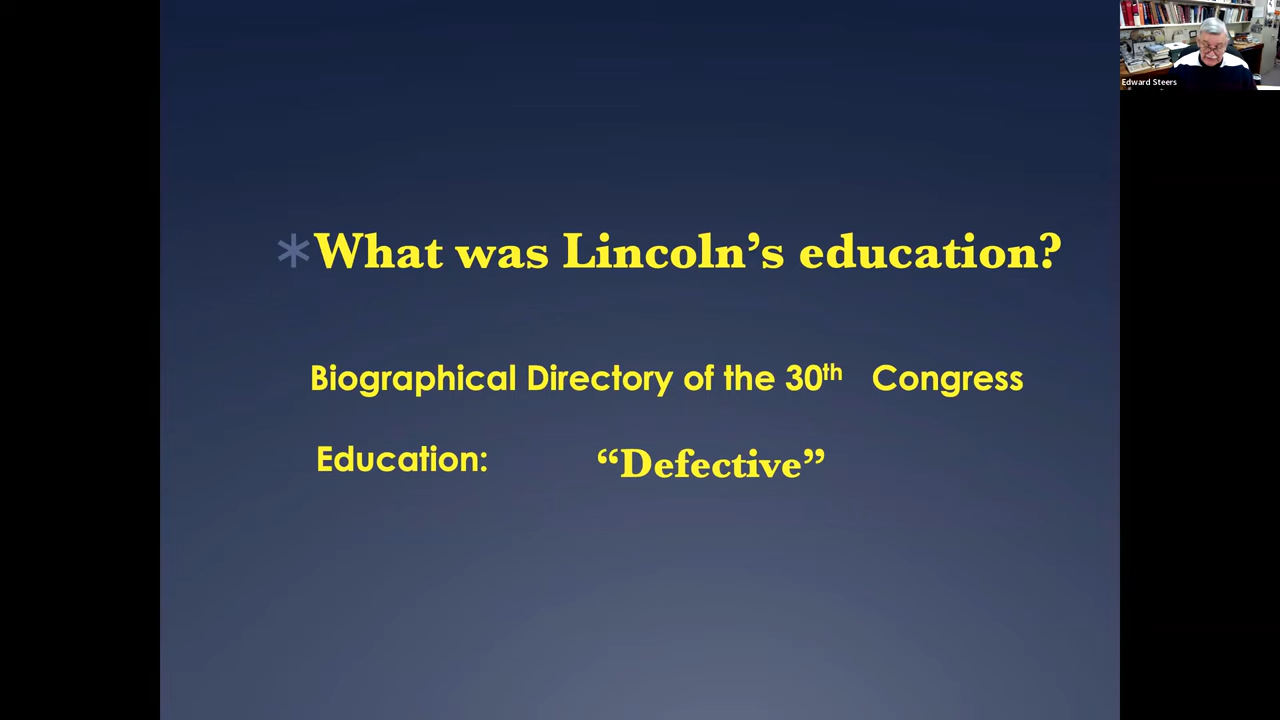 Edward Steers
*What was Lincoln’s education?
Biographical Directory of the 30th Congress
Education: “Defective”